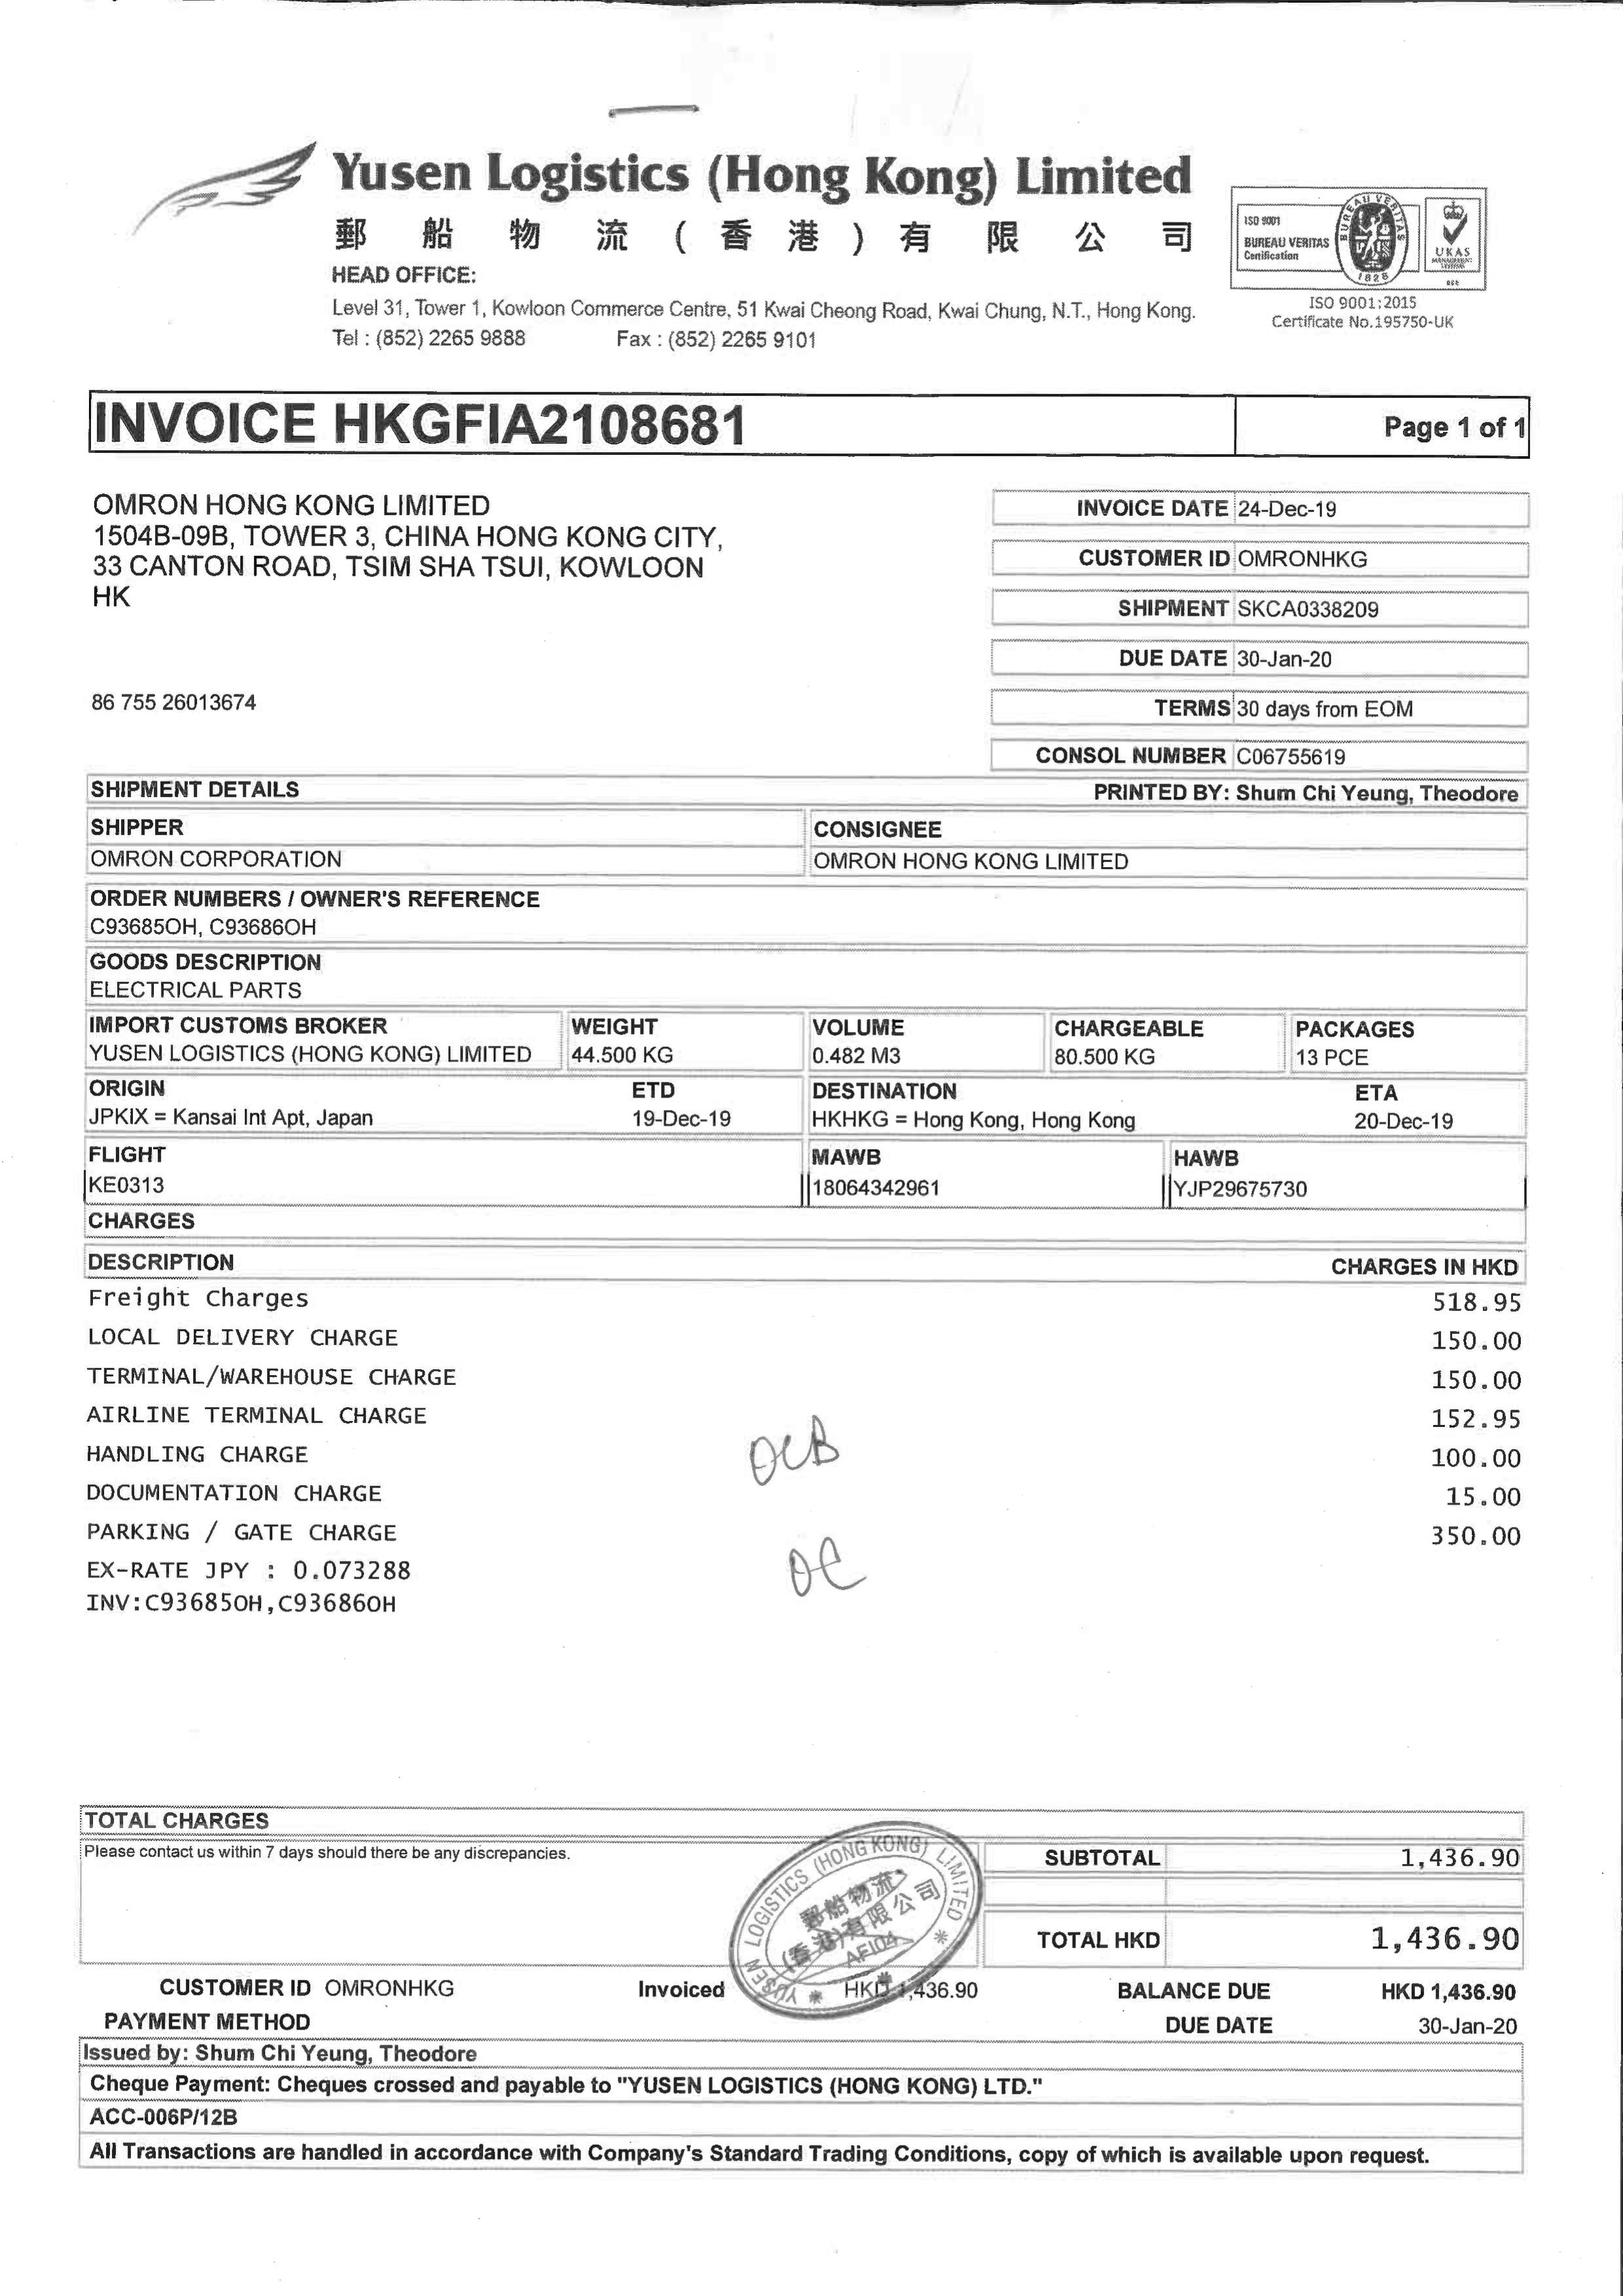 Yusen Logistics (Hong Kong) Limited
郵船物流(香港)有限公司
HEAD OFFICE:
Level 31, Tower 1, Kowloon Commerce Centre, 51 Kwai Cheong Road, Kwai Chung, N.T., Hong Kong.
Tel : (852) 2265 9888 Fax : (852) 2265 9101
ISO 9001
BUREAU VERITAS
Certification
BUREAU VERITAS
1828
UKAS
MANAGEMENT
SYSTEMS
008
ISO 9001:2015
Certificate No.195750-UK
INVOICE HKGFIA2108681 Page 1 of 1
OMRON HONG KONG LIMITED
1504B-09B, TOWER 3, CHINA HONG KONG CITY,
33 CANTON ROAD, TSIM SHA TSUI, KOWLOON
HK
86 755 26013674
INVOICE DATE 24-Dec-19
CUSTOMER ID OMRONHKG
SHIPMENT SKCA0338209
DUE DATE 30-Jan-20
TERMS 30 days from EOM
CONSOL NUMBER C06755619
SHIPMENT DETAILS PRINTED BY: Shum Chi Yeung, Theodore
SHIPPER CONSIGNEE
OMRON CORPORATION OMRON HONG KONG LIMITED
ORDER NUMBERS / OWNER'S REFERENCE
C93685OH, C93686OH
GOODS DESCRIPTION
ELECTRICAL PARTS
IMPORT CUSTOMS BROKER WEIGHT VOLUME CHARGEABLE PACKAGES
YUSEN LOGISTICS (HONG KONG) LIMITED 44.500 KG 0.482 M3 80.500 KG 13 PCE
ORIGIN ETD DESTINATION ETA
JPKIX = Kansai Int Apt, Japan 19-Dec-19 HKHKG = Hong Kong, Hong Kong 20-Dec-19
FLIGHT MAWB HAWB
KE0313 18064342961 YJP29675730
CHARGES
DESCRIPTION CHARGES IN HKD
Freight Charges 518.95
LOCAL DELIVERY CHARGE 150.00
TERMINAL/WAREHOUSE CHARGE 150.00
AIRLINE TERMINAL CHARGE 152.95
HANDLING CHARGE 100.00
DOCUMENTATION CHARGE 15.00
PARKING / GATE CHARGE 350.00
EX-RATE JPY : 0.073288
INV:C93685OH,C93686OH
TOTAL CHARGES
Please contact us within 7 days should there be any discrepancies.
YUSEN LOGISTICS (HONG KONG) LIMITED
郵船物流
(香港)有限公司
AFI04
SUBTOTAL 1,436.90
TOTAL HKD 1,436.90
CUSTOMER ID OMRONHKG Invoiced HKD 1,436.90 BALANCE DUE HKD 1,436.90
PAYMENT METHOD DUE DATE 30-Jan-20
Issued by: Shum Chi Yeung, Theodore
Cheque Payment: Cheques crossed and payable to "YUSEN LOGISTICS (HONG KONG) LTD."
ACC-006P/12B
All Transactions are handled in accordance with Company's Standard Trading Conditions, copy of which is available upon request.